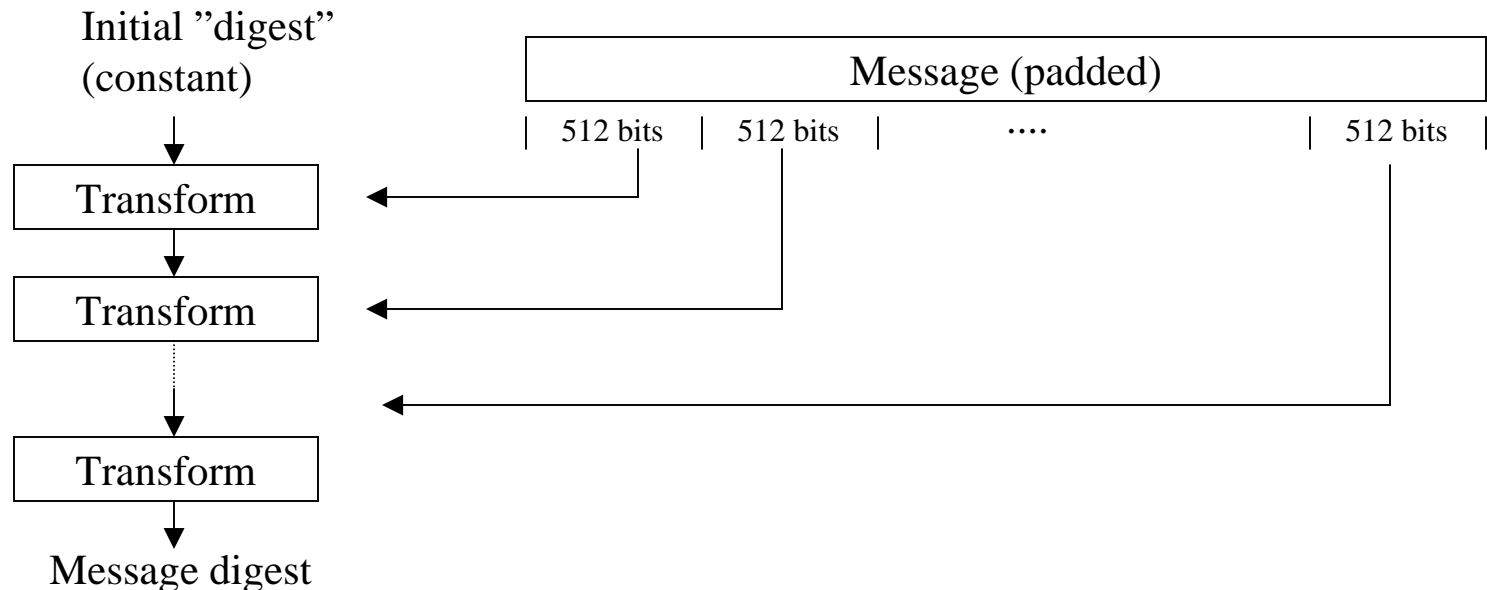 Initial ”digest”
(constant)
Message (padded)
512 bits
512 bits
....
512 bits
Transform
Transform
Transform
Message digest